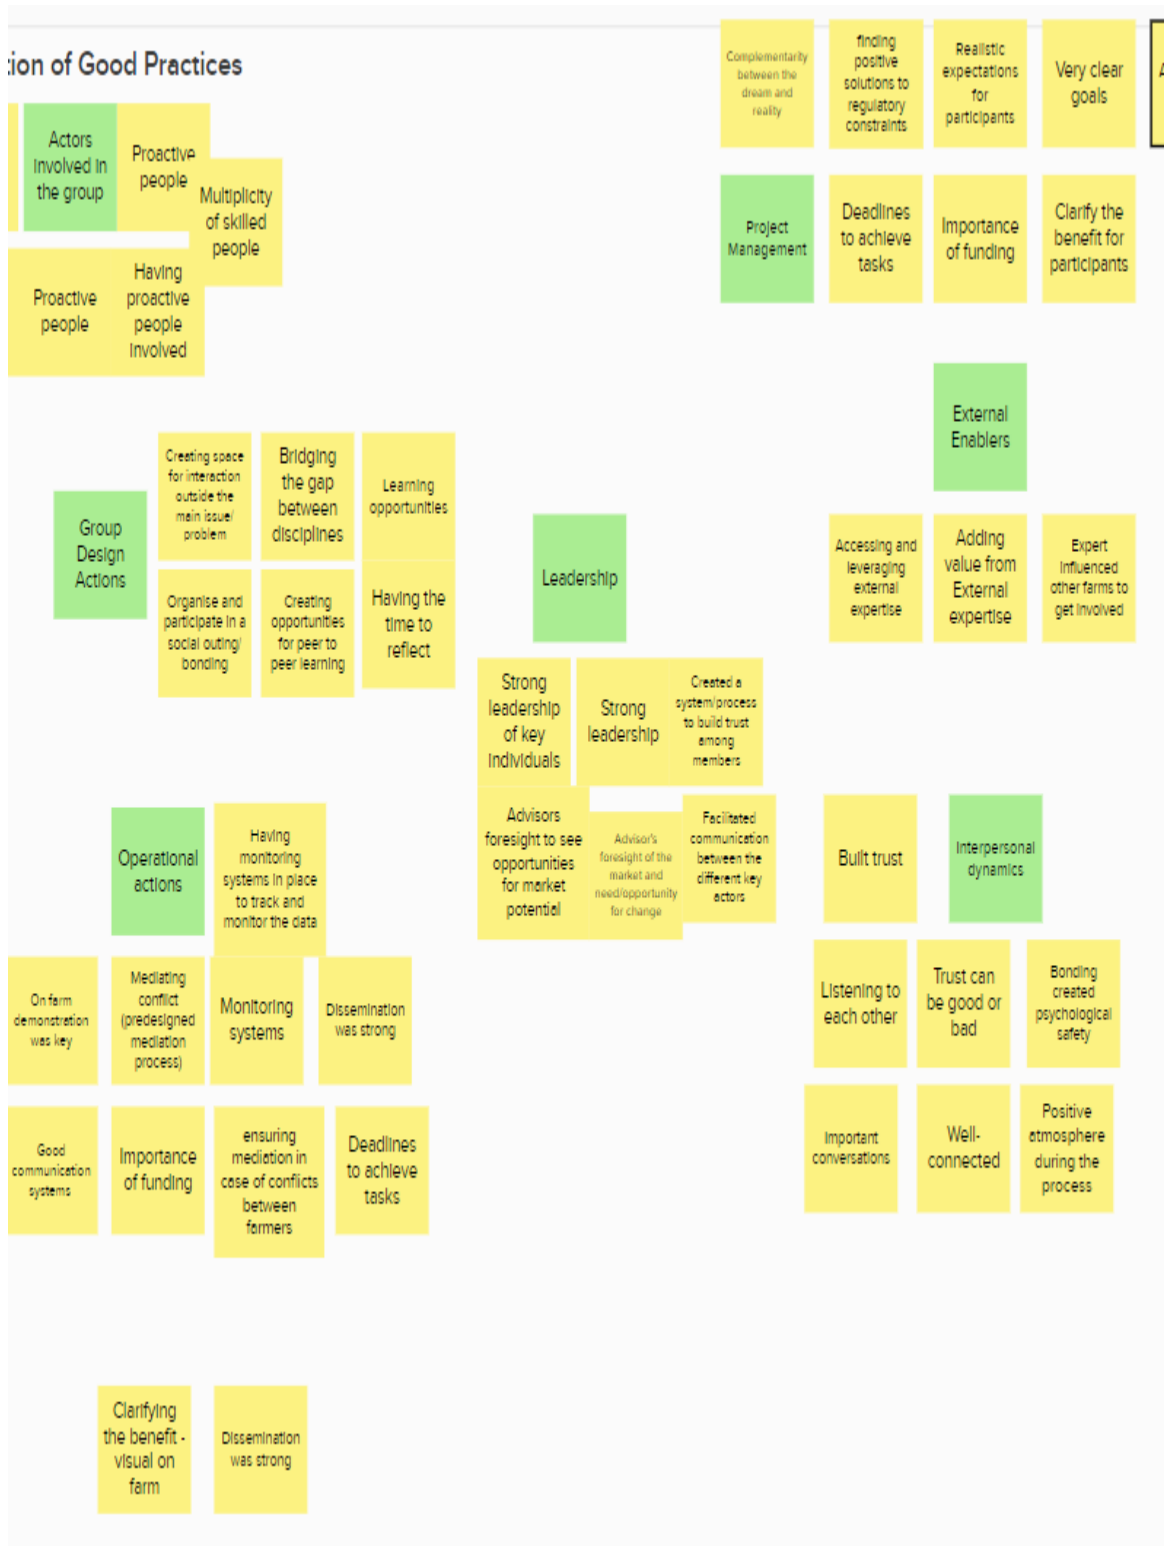 tion of Good Practices
Actors
involved in
the group
Proactive
people
Multiplicity
of skilled
people
Proactive
people
Having
proactive
people
involved
Complementarity
between the
dream and
reality
finding
positive
solutions to
regulatory
constraints
Realistic
expectations
for
participants
Very clear
goals
Project
Management
Deadlines
to achieve
tasks
Importance
of funding
Clarify the
benefit for
participants
External
Enablers
Accessing and
leveraging
external
expertise
Adding
value from
External
expertise
Expert
influenced
other farms to
get involved
Group
Design
Actions
Creating space
for interaction
outside the
main issue/
problem
Bridging
the gap
between
disciplines
Learning
opportunities
Organise and
participate in a
social outing/
bonding
Creating
opportunities
for peer to
peer learning
Having the
time to
reflect
Leadership
Strong
leadership
of key
individuals
Strong
leadership
Created a
system/process
to build trust
among
members
Advisors
foresight to see
opportunities
for market
potential
Advisor's
foresight of the
market and
need/opportunity
for change
Facilitated
communication
between the
different key
actors
Built trust
Interpersonal
dynamics
Listening to
each other
Trust can
be good or
bad
Bonding
created
psychological
safety
Important
conversations
Well-
connected
Positive
atmosphere
during the
process
Operational
actions
Having
monitoring
systems in place
to track and
monitor the data
On farm
demonstration
was key
Mediating
conflict
(predesigned
mediation
process)
Monitoring
systems
Dissemination
was strong
Good
communication
systems
Importance
of funding
ensuring
mediation in
case of conflicts
between
farmers
Deadlines
to achieve
tasks
Clarifying
the benefit -
visual on
farm
Dissemination
was strong